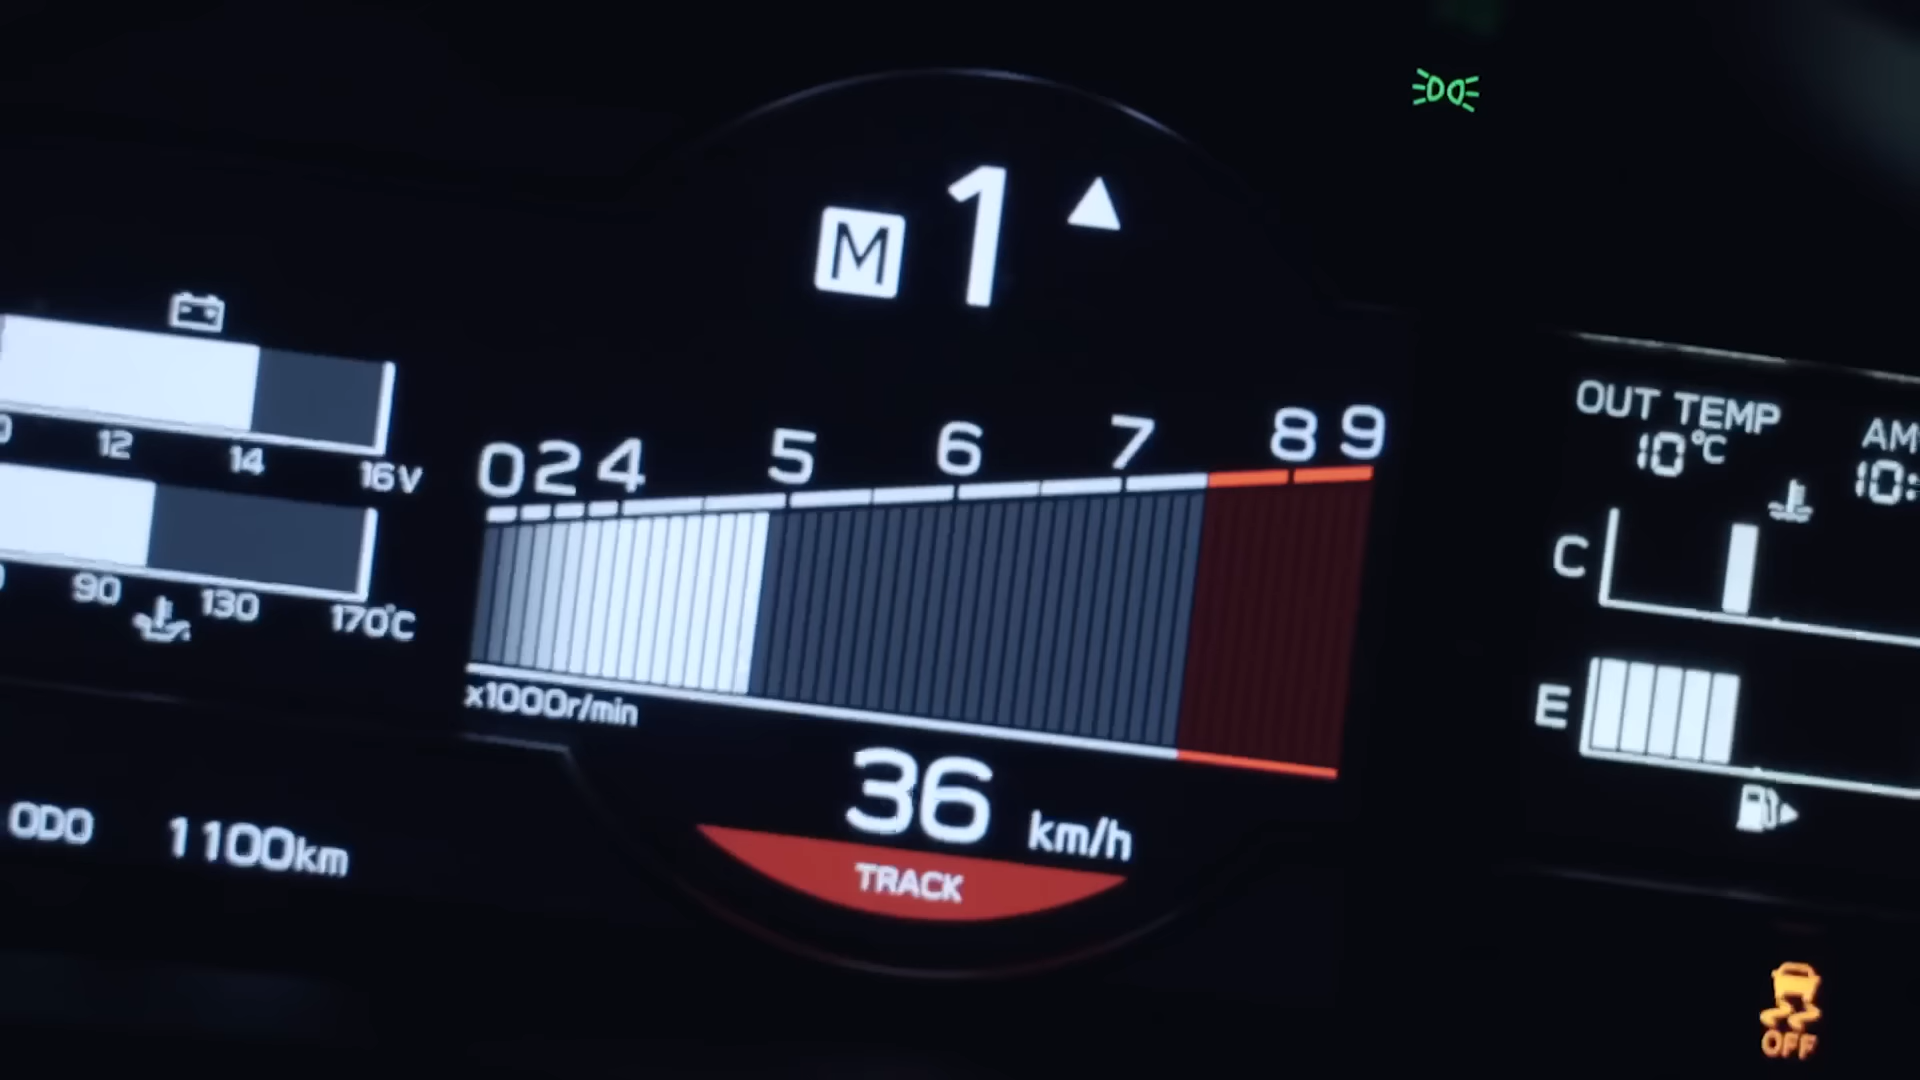 M 1
12 14 16V
90 130 170°C
ODO 1100km
0 2 4 5 6 7 8 9
x1000r/min
36 km/h
TRACK
OUT TEMP
10°C
C
E
OFF